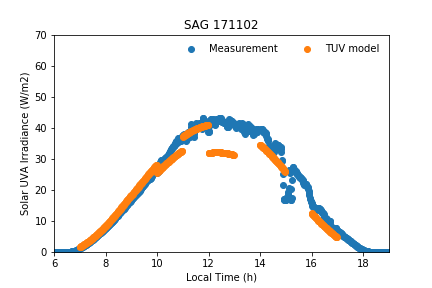 SAG 171102
Measurement TUV model
Solar UVA Irradiance (W/m2)
70
60
50
40
30
20
10
0
6 8 10 12 14 16 18
Local Time (h)